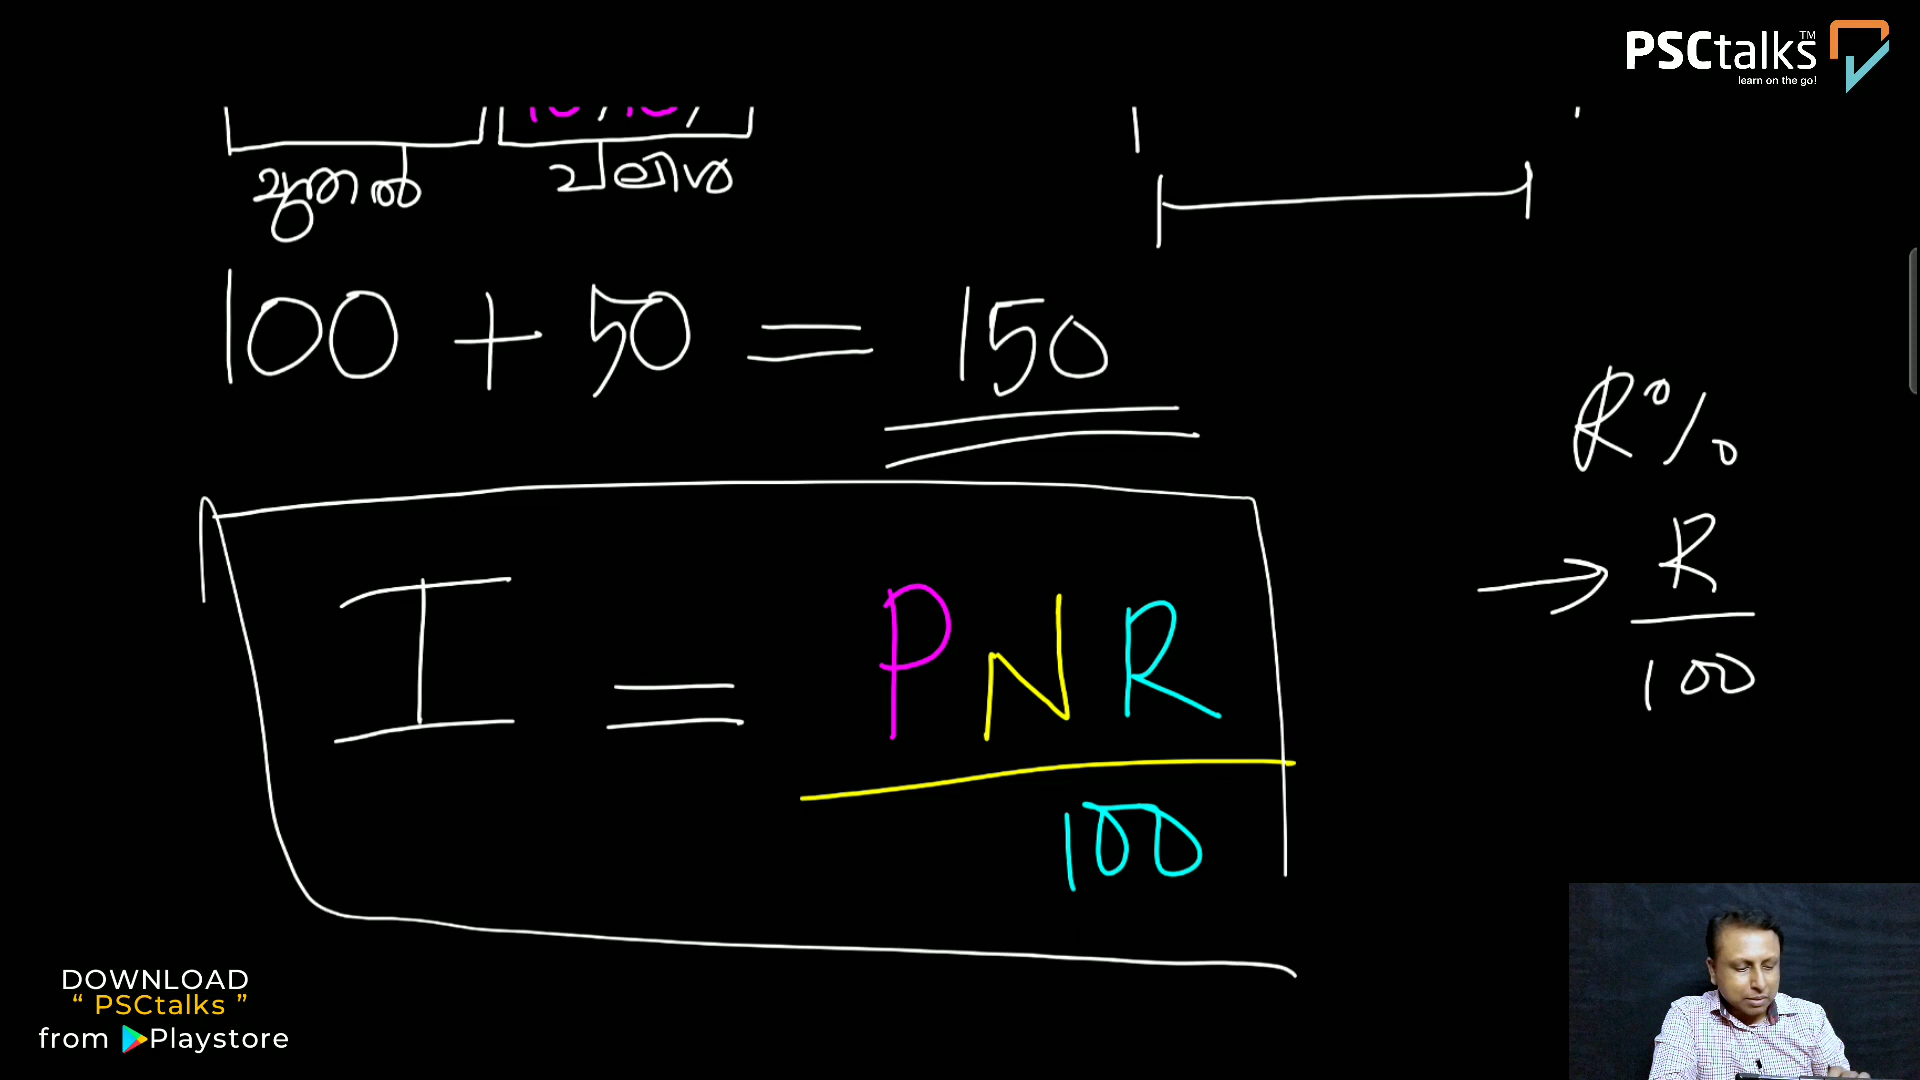 PSCtalks™
learn on the go!
മുതൽ പലിശ
100 + 50 = 150
R%
→ R/100
I = PNR/100
DOWNLOAD
“ PSCtalks ”
from Playstore